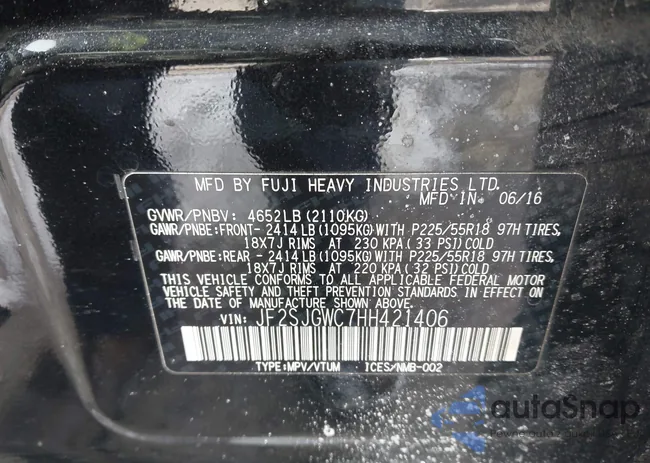 MFD BY FUJI HEAVY INDUSTRIES LTD.
MFD IN 06/16
GVWR/PNBV: 4652LB (2110KG)
GAWR/PNBE:FRONT- 2414LB (1095KG)WITH P225/55R18 97H TIRES,
18X7J RIMS AT 230 KPA (33 PSI)COLD
GAWR/PNBE:REAR - 2414LB (1095KG)WITH P225/55R18 97H TIRES,
18X7J RIMS AT 220 KPA (32 PSI)COLD
THIS VEHICLE CONFORMS TO ALL APPLICABLE FEDERAL MOTOR
VEHICLE SAFETY AND THEFT PREVENTION STANDARDS IN EFFECT ON
THE DATE OF MANUFACTURE SHOWN ABOVE.
VIN: JF2SJGWC7HH421406
TYPE:MPV/VTUM ICES/NMB-002
autoSnap